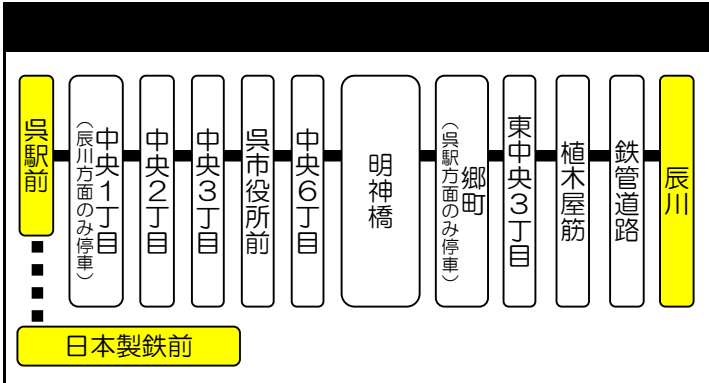 呉駅前
中央1丁目
(辰川方面のみ停車)
中央2丁目
中央3丁目
呉市役所前
中央6丁目
明神橋
郷町
(呉駅方面のみ停車)
東中央3丁目
植木屋筋
鉄管道路
辰川
日本製鉄前